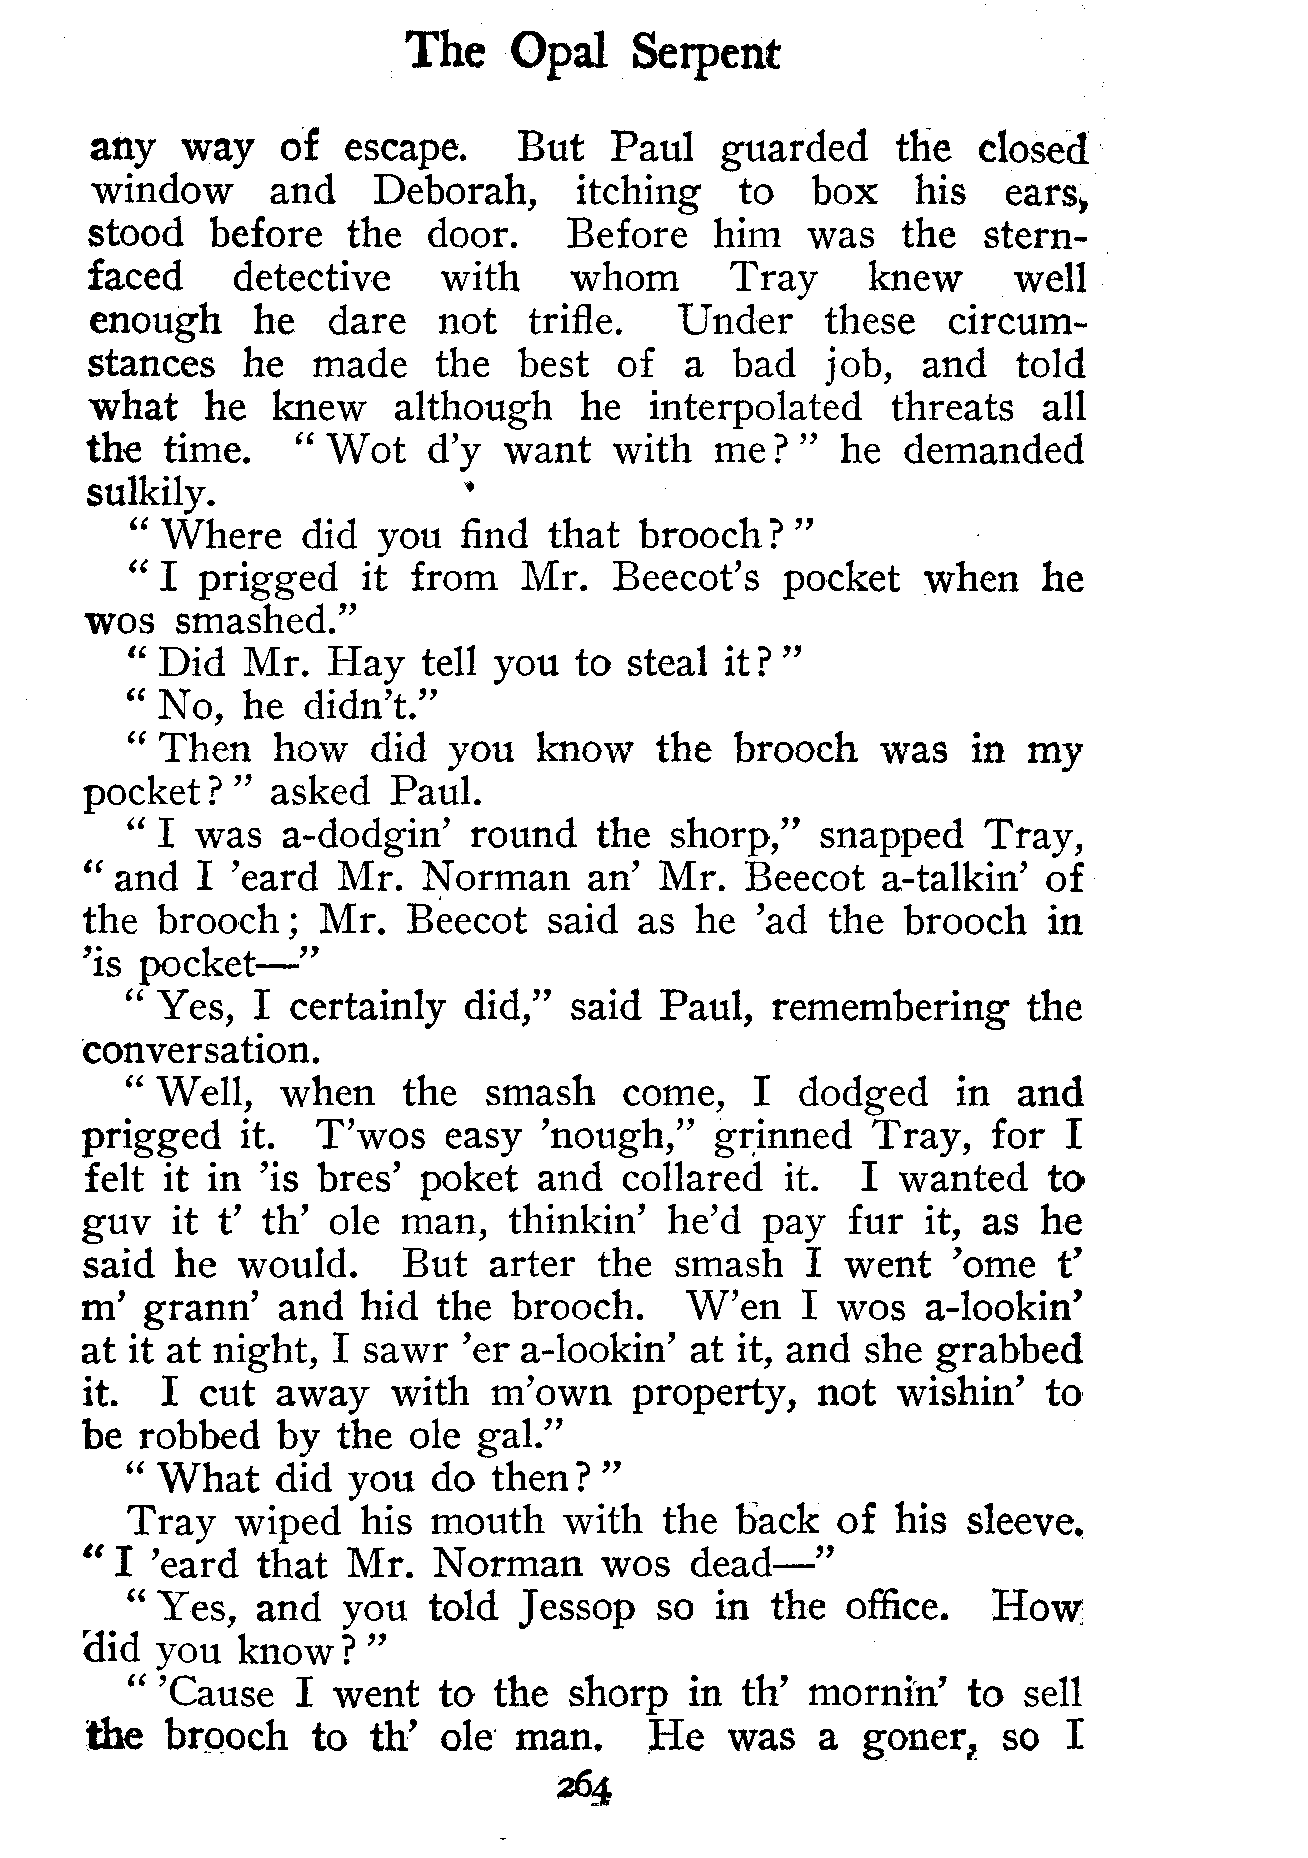 The Opal Serpent
any way of escape. But Paul guarded the closed
window and Deborah, itching to box his ears,
stood before the door. Before him was the stern-
faced detective with whom Tray knew well
enough he dare not trifle. Under these circum-
stances he made the best of a bad job, and told
what he knew although he interpolated threats all
the time. “ Wot d’y want with me? ” he demanded
sulkily.
“ Where did you find that brooch? ”
“ I prigged it from Mr. Beecot’s pocket when he
wos smashed.”
“ Did Mr. Hay tell you to steal it? ”
“ No, he didn’t.”
“ Then how did you know the brooch was in my
pocket? ” asked Paul.
“ I was a-dodgin’ round the shorp,” snapped Tray,
“ and I ’eard Mr. Norman an’ Mr. Beecot a-talkin’ of
the brooch; Mr. Beecot said as he ’ad the brooch in
’is pocket—”
“ Yes, I certainly did,” said Paul, remembering the
conversation.
“ Well, when the smash come, I dodged in and
prigged it. T’wos easy ’nough,” grinned Tray, for I
felt it in ’is bres’ poket and collared it. I wanted to
guv it t’ th’ ole man, thinkin’ he’d pay fur it, as he
said he would. But arter the smash I went ’ome t’
m’ grann’ and hid the brooch. W’en I wos a-lookin’
at it at night, I sawr ’er a-lookin’ at it, and she grabbed
it. I cut away with m’own property, not wishin’ to
be robbed by the ole gal.”
“ What did you do then? ”
Tray wiped his mouth with the back of his sleeve.
“ I ’eard that Mr. Norman wos dead—”
“ Yes, and you told Jessop so in the office. How
did you know? ”
“ ’Cause I went to the shorp in th’ mornin’ to sell
the brooch to th’ ole man. He was a goner, so I
264